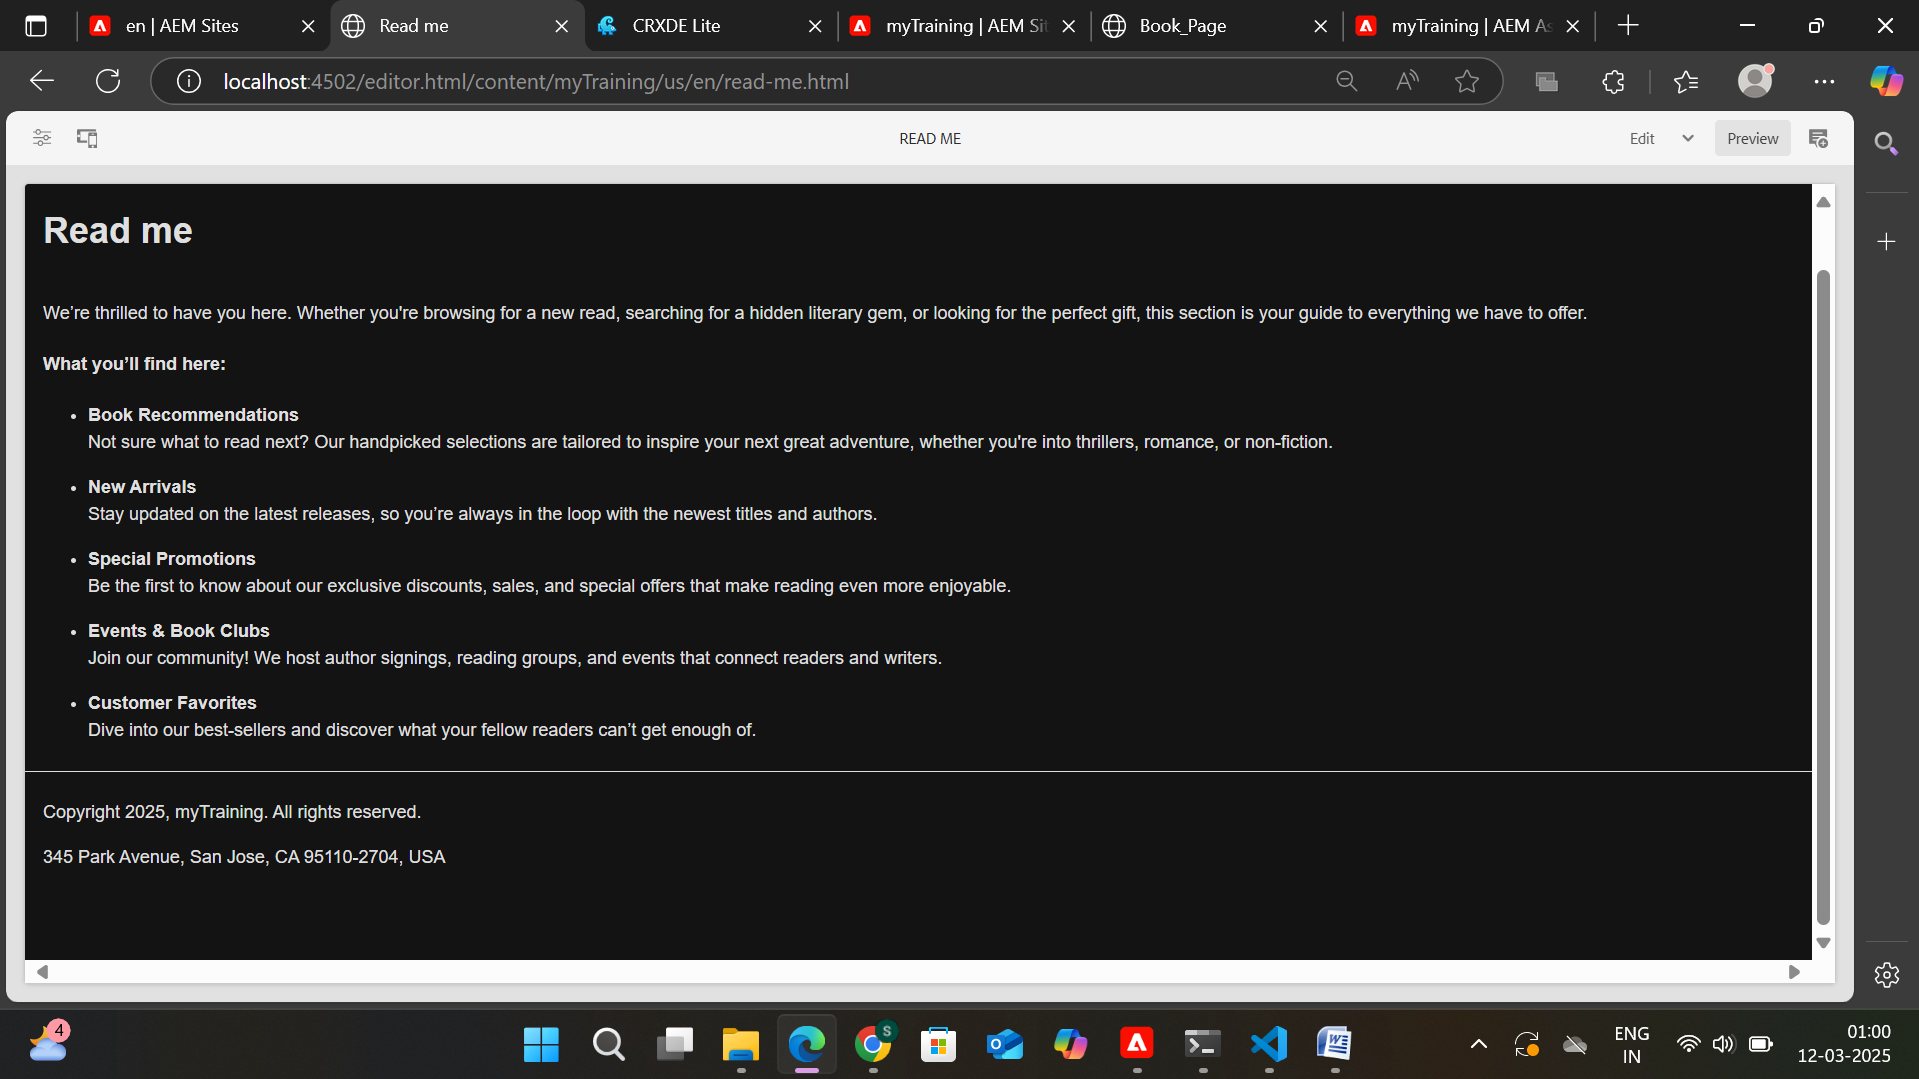 en | AEM Sites
Read me
CRXDE Lite
myTraining | AEM Sit
Book_Page
myTraining | AEM As
localhost:4502/editor.html/content/myTraining/us/en/read-me.html
READ ME
Edit
Preview
Read me
We're thrilled to have you here. Whether you're browsing for a new read, searching for a hidden literary gem, or looking for the perfect gift, this section is your guide to everything we have to offer.
What you’ll find here:
• Book Recommendations
Not sure what to read next? Our handpicked selections are tailored to inspire your next great adventure, whether you're into thrillers, romance, or non-fiction.
• New Arrivals
Stay updated on the latest releases, so you’re always in the loop with the newest titles and authors.
• Special Promotions
Be the first to know about our exclusive discounts, sales, and special offers that make reading even more enjoyable.
• Events & Book Clubs
Join our community! We host author signings, reading groups, and events that connect readers and writers.
• Customer Favorites
Dive into our best-sellers and discover what your fellow readers can’t get enough of.
Copyright 2025, myTraining. All rights reserved.
345 Park Avenue, San Jose, CA 95110-2704, USA
4
S
ENG
IN
01:00
12-03-2025